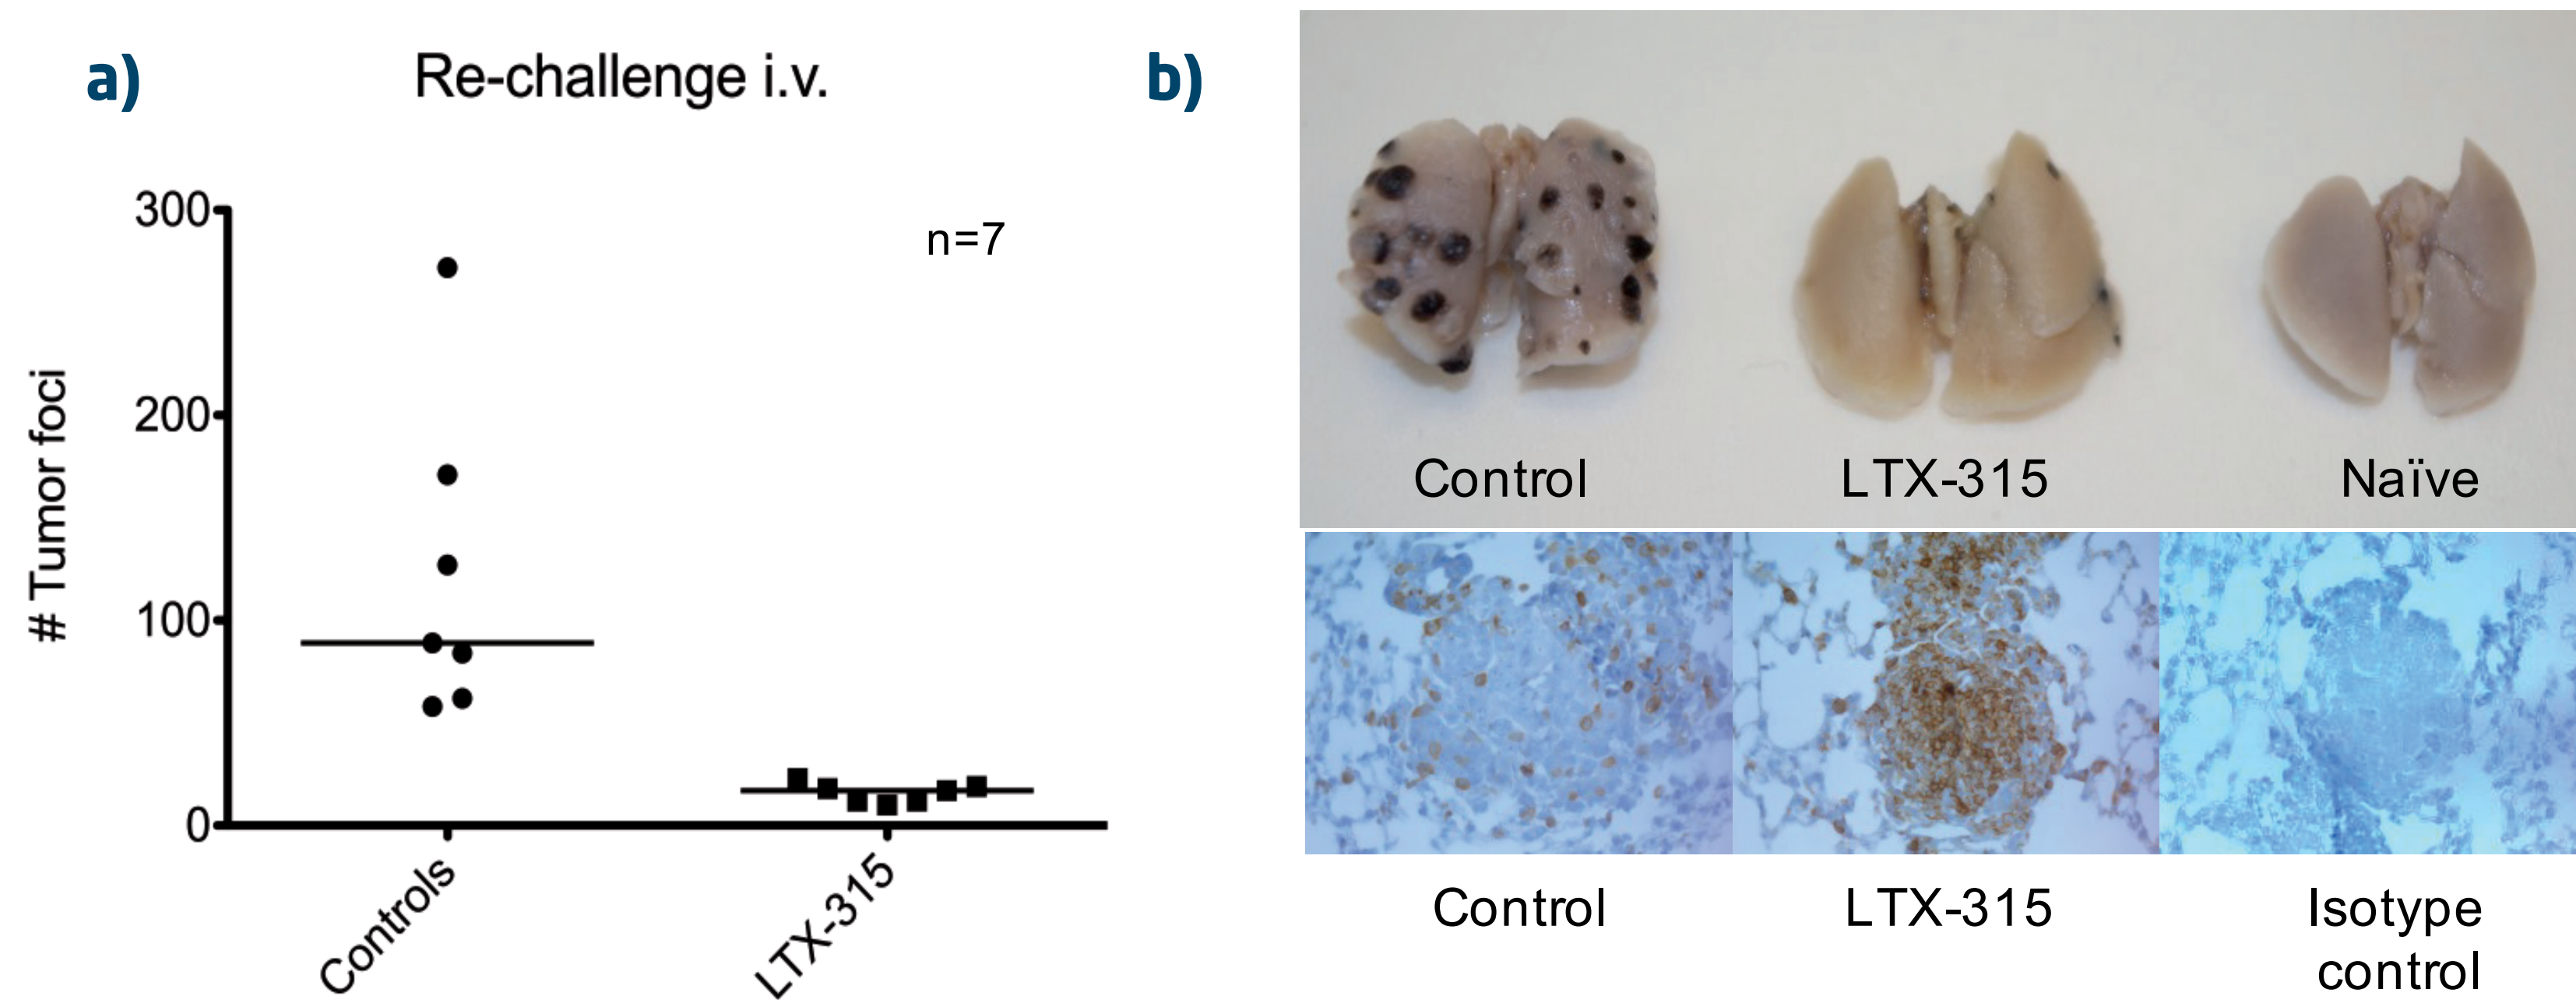 a)
Re-challenge i.v.
n=7
# Tumor foci
300
200
100
0
Controls
LTX-315
b)
Control
LTX-315
Naïve
Control
LTX-315
Isotype
control